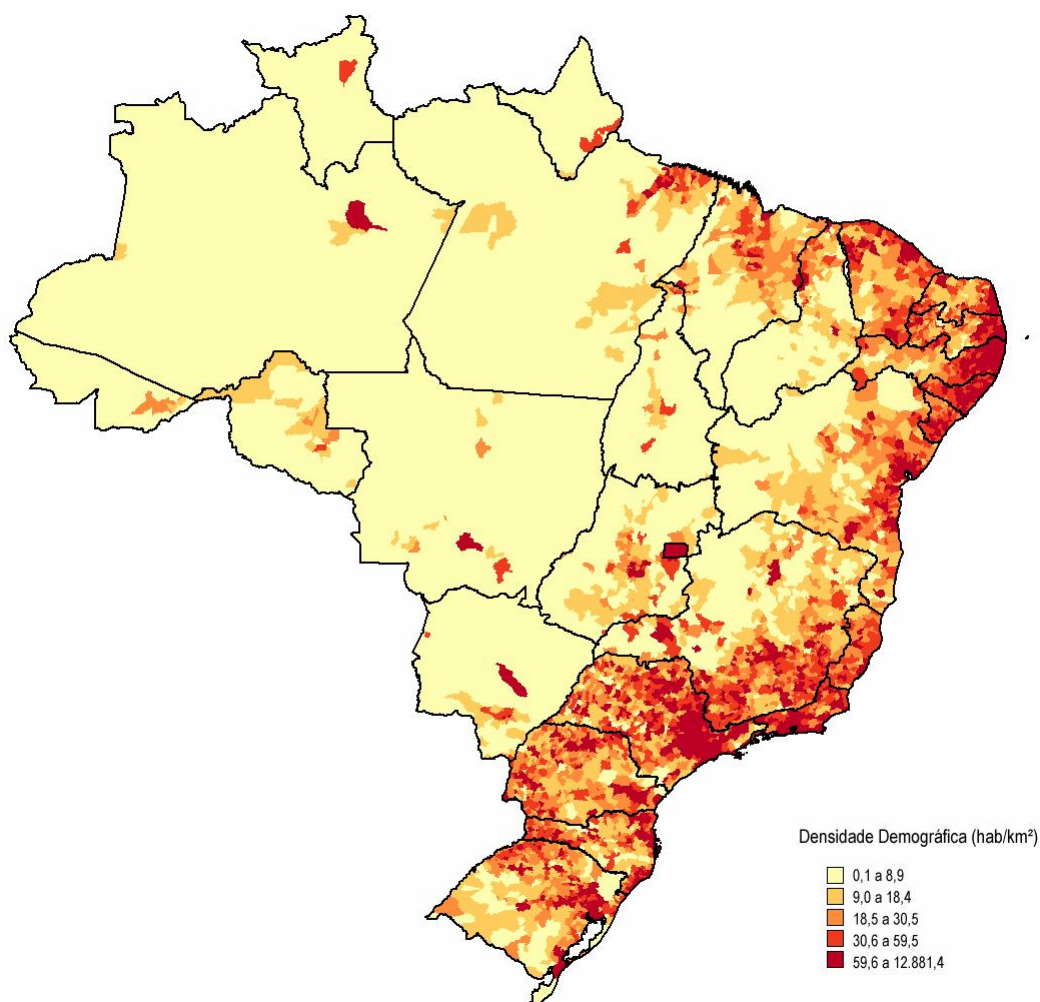 Densidade Demográfica (hab/km²)
0,1 a 8,9
9,0 a 18,4
18,5 a 30,5
30,6 a 59,5
59,6 a 12.881,4